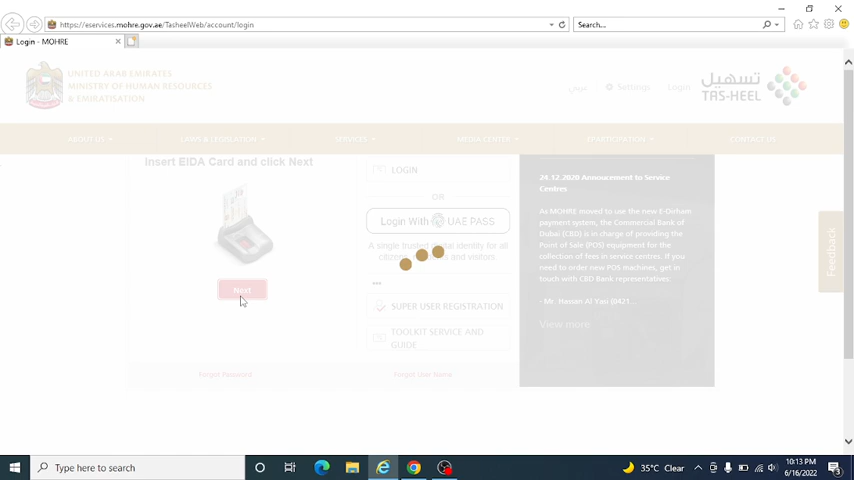 https://eservices.mohre.gov.ae/TasheelWeb/account/login
Search...
Login - MOHRE
UNITED ARAB EMIRATES
MINISTRY OF HUMAN RESOURCES
& EMIRATISATION
عربي
Settings
Login
تسهيل
TAS-HEEL
ABOUT US
LAWS & LEGISLATION
SERVICES
MEDIA CENTER
EPARTICIPATION
CONTACT US
Insert EIDA Card and click Next
Next
Forgot Password
LOGIN
OR
Login With UAE PASS
A single trusted digital identity for all
citizens, and visitors
...
SUPER USER REGISTRATION
TOOLKIT SERVICE AND
GUIDE
Forgot User Name
24.12.2020 Annoucement to Service
Centres
As MOHRE moved to use the new E-Dirham
payment system, the Commercial Bank of
Dubai (CBD) is in charge of providing the
Point of Sale (POS) equipment for the
collection of fees in service centres. If you
need to order new POS machines, get in
touch with CBD Bank representatives:
- Mr. Hassan Al Yasi (0421...
View more
Feedback
Type here to search
35°C Clear
10:13 PM
6/16/2022
3